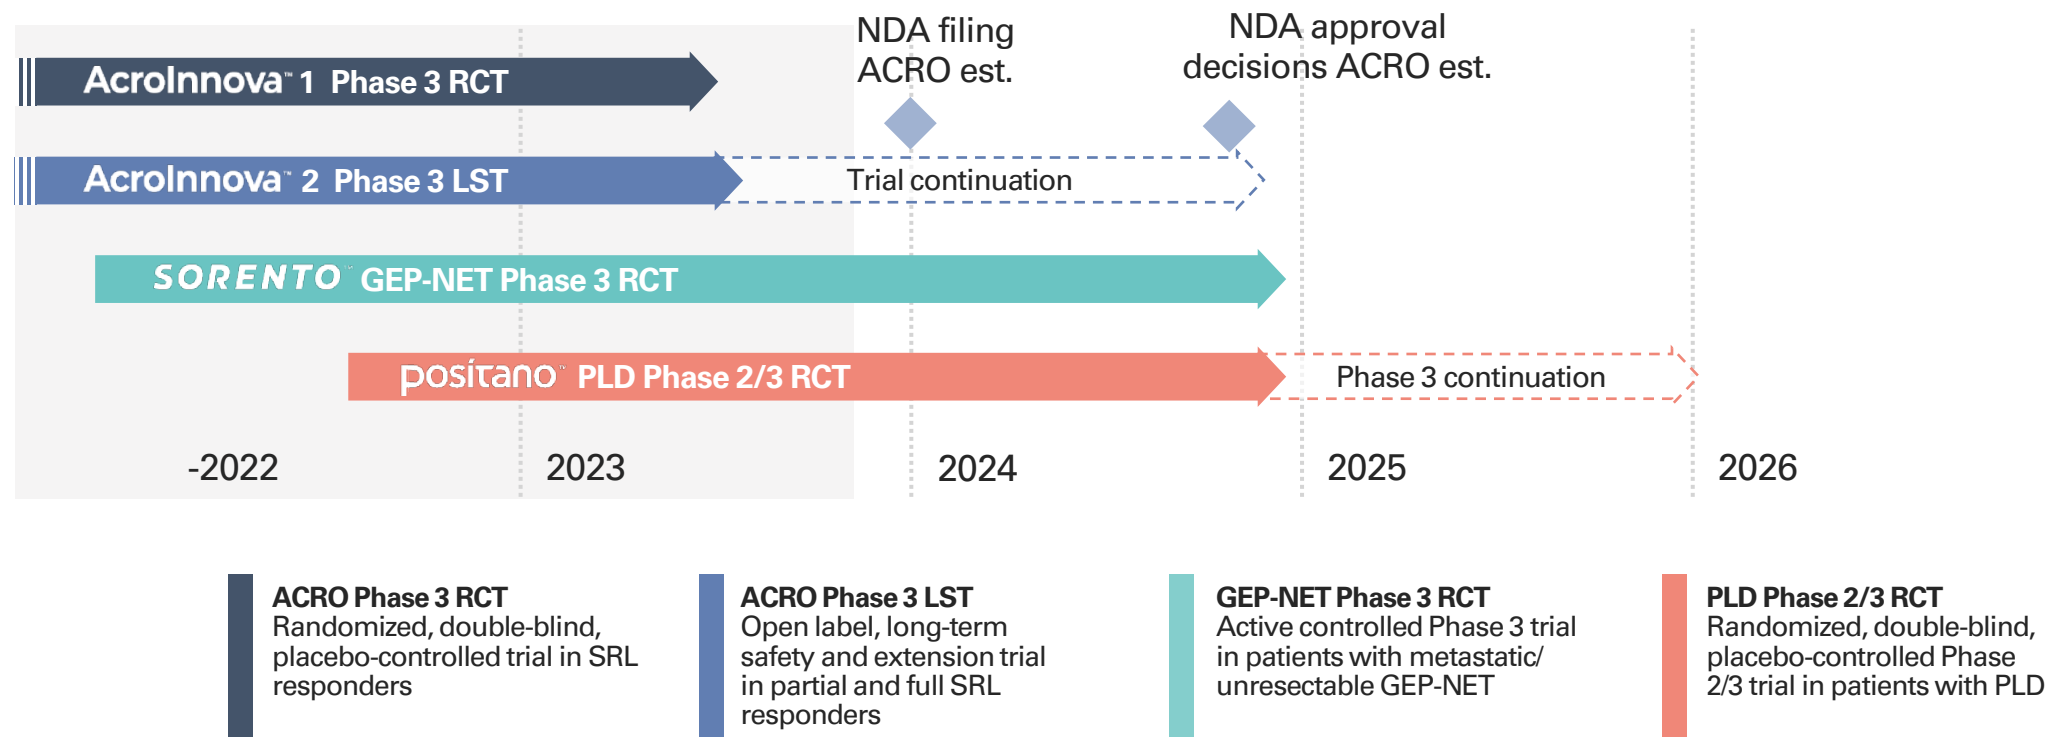 NDA filing
ACRO est.
NDA approval
decisions ACRO est.
AcroInnova™ 1 Phase 3 RCT
AcroInnova™ 2 Phase 3 LST
Trial continuation
SORENTO™ GEP-NET Phase 3 RCT
positano™ PLD Phase 2/3 RCT
Phase 3 continuation
-2022
2023
2024
2025
2026
ACRO Phase 3 RCT
Randomized, double-blind,
placebo-controlled trial in SRL
responders
ACRO Phase 3 LST
Open label, long-term
safety and extension trial
in partial and full SRL
responders
GEP-NET Phase 3 RCT
Active controlled Phase 3 trial
in patients with metastatic/
unresectable GEP-NET
PLD Phase 2/3 RCT
Randomized, double-blind,
placebo-controlled Phase
2/3 trial in patients with PLD